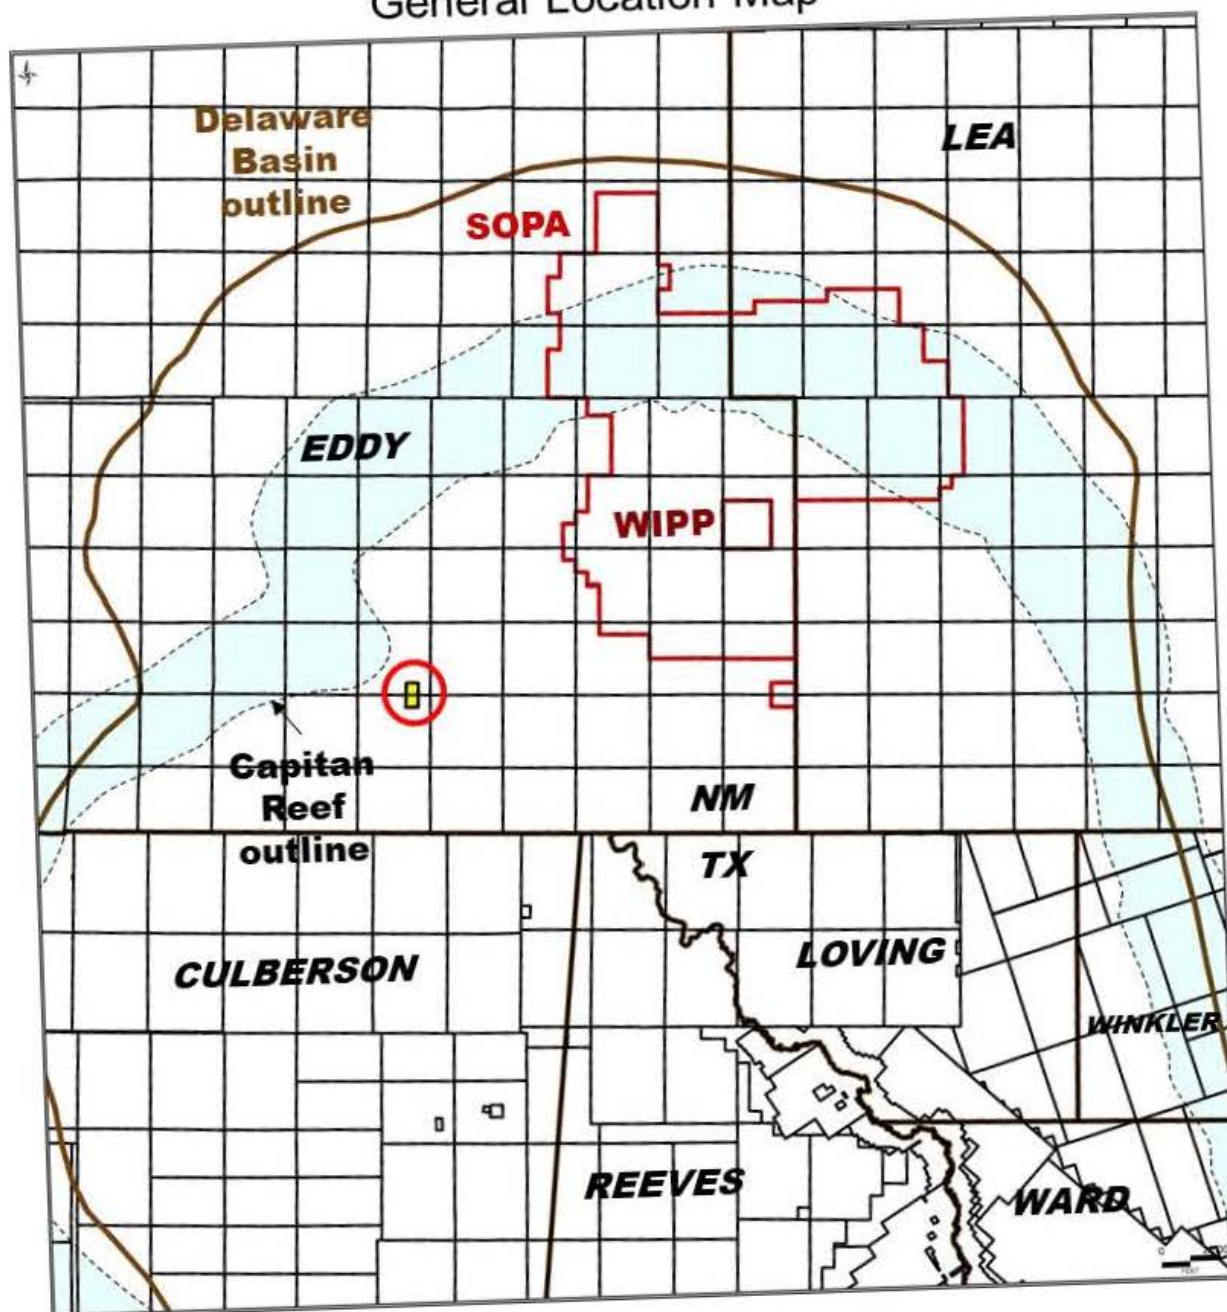 General Location Map
Delaware
Basin
outline
LEA
SOPA
EDDY
WIPP
Capitan
Reef
outline
NM
TX
CULBERSON
LOVING
WINKLER
REEVES
WARD